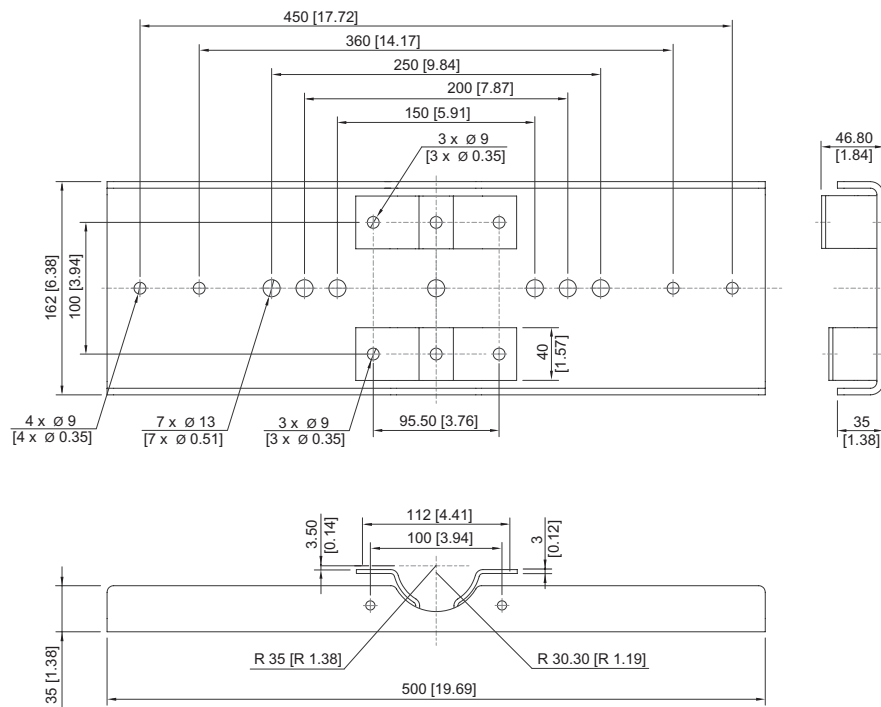 450 [17.72]
360 [14.17]
250 [9.84]
200 [7.87]
150 [5.91]
3 x Ø 9
[3 x Ø 0.35]
46.80
[1.84]
162 [6.38]
100 [3.94]
40
[1.57]
4 x Ø 9
[4 x Ø 0.35]
7 x Ø 13
[7 x Ø 0.51]
3 x Ø 9
[3 x Ø 0.35]
95.50 [3.76]
35
[1.38]
3.50
[0.14]
112 [4.41]
100 [3.94]
3
[0.12]
35 [1.38]
R 35 [R 1.38]
R 30.30 [R 1.19]
500 [19.69]